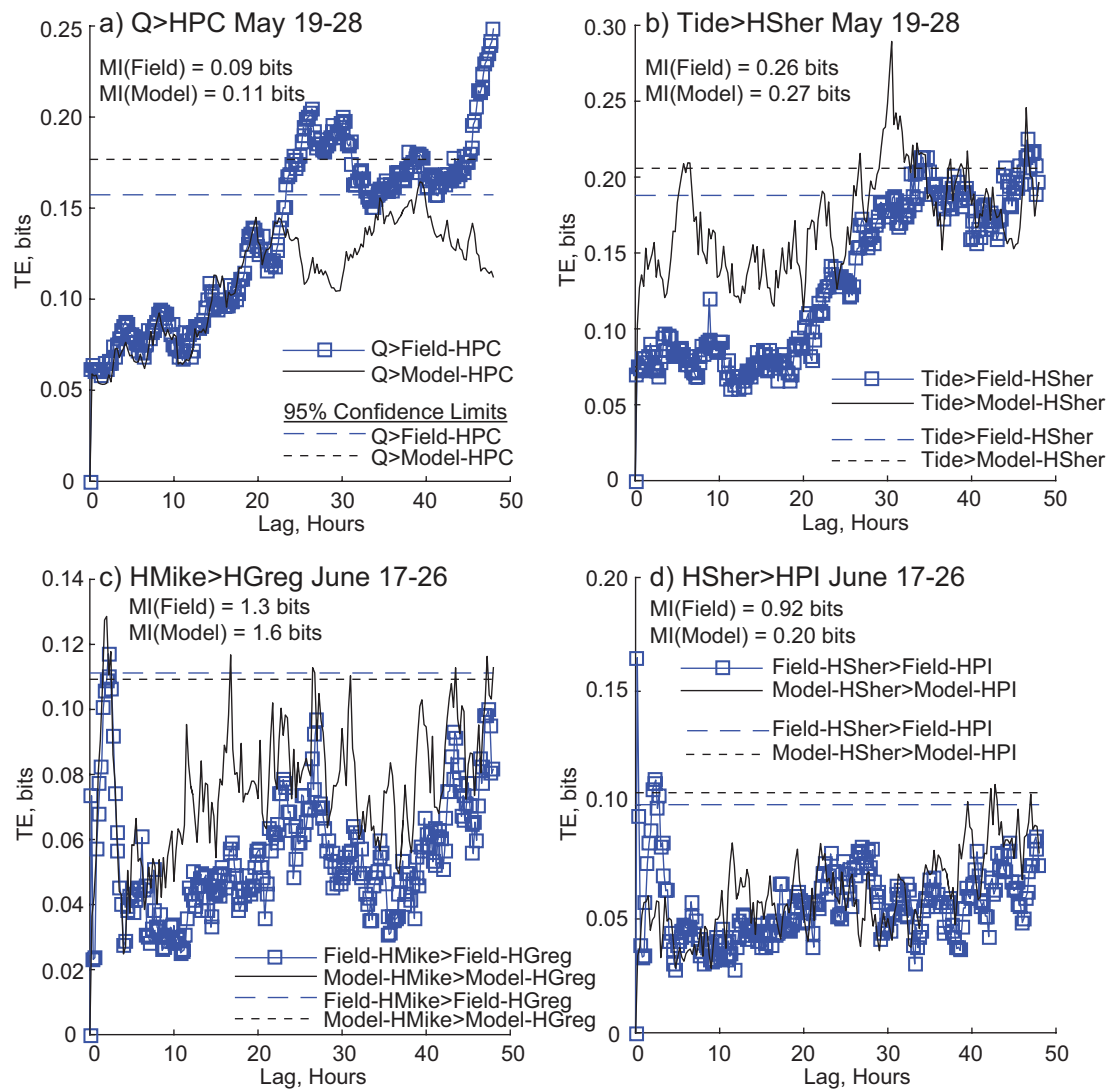 a) Q>HPC May 19-28
MI(Field) = 0.09 bits
MI(Model) = 0.11 bits
0.25
0.20
0.15
0.10
0.05
0
TE, bits
Q>Field-HPC
Q>Model-HPC
95% Confidence Limits
Q>Field-HPC
Q>Model-HPC
0 10 20 30 40 50
Lag, Hours
b) Tide>HSher May 19-28
MI(Field) = 0.26 bits
MI(Model) = 0.27 bits
0.30
0.25
0.20
0.15
0.10
0.05
0
TE, bits
Tide>Field-HSher
Tide>Model-HSher
Tide>Field-HSher
Tide>Model-HSher
0 10 20 30 40 50
Lag, Hours
c) HMike>HGreg June 17-26
MI(Field) = 1.3 bits
MI(Model) = 1.6 bits
0.14
0.12
0.10
0.08
0.06
0.04
0.02
0
TE, bits
Field-HMike>Field-HGreg
Model-HMike>Model-HGreg
Field-HMike>Field-HGreg
Model-HMike>Model-HGreg
0 10 20 30 40 50
Lag, Hours
d) HSher>HPI June 17-26
MI(Field) = 0.92 bits
MI(Model) = 0.20 bits
0.20
0.15
0.10
0.05
0
TE, bits
Field-HSher>Field-HPI
Model-HSher>Model-HPI
Field-HSher>Field-HPI
Model-HSher>Model-HPI
0 10 20 30 40 50
Lag, Hours